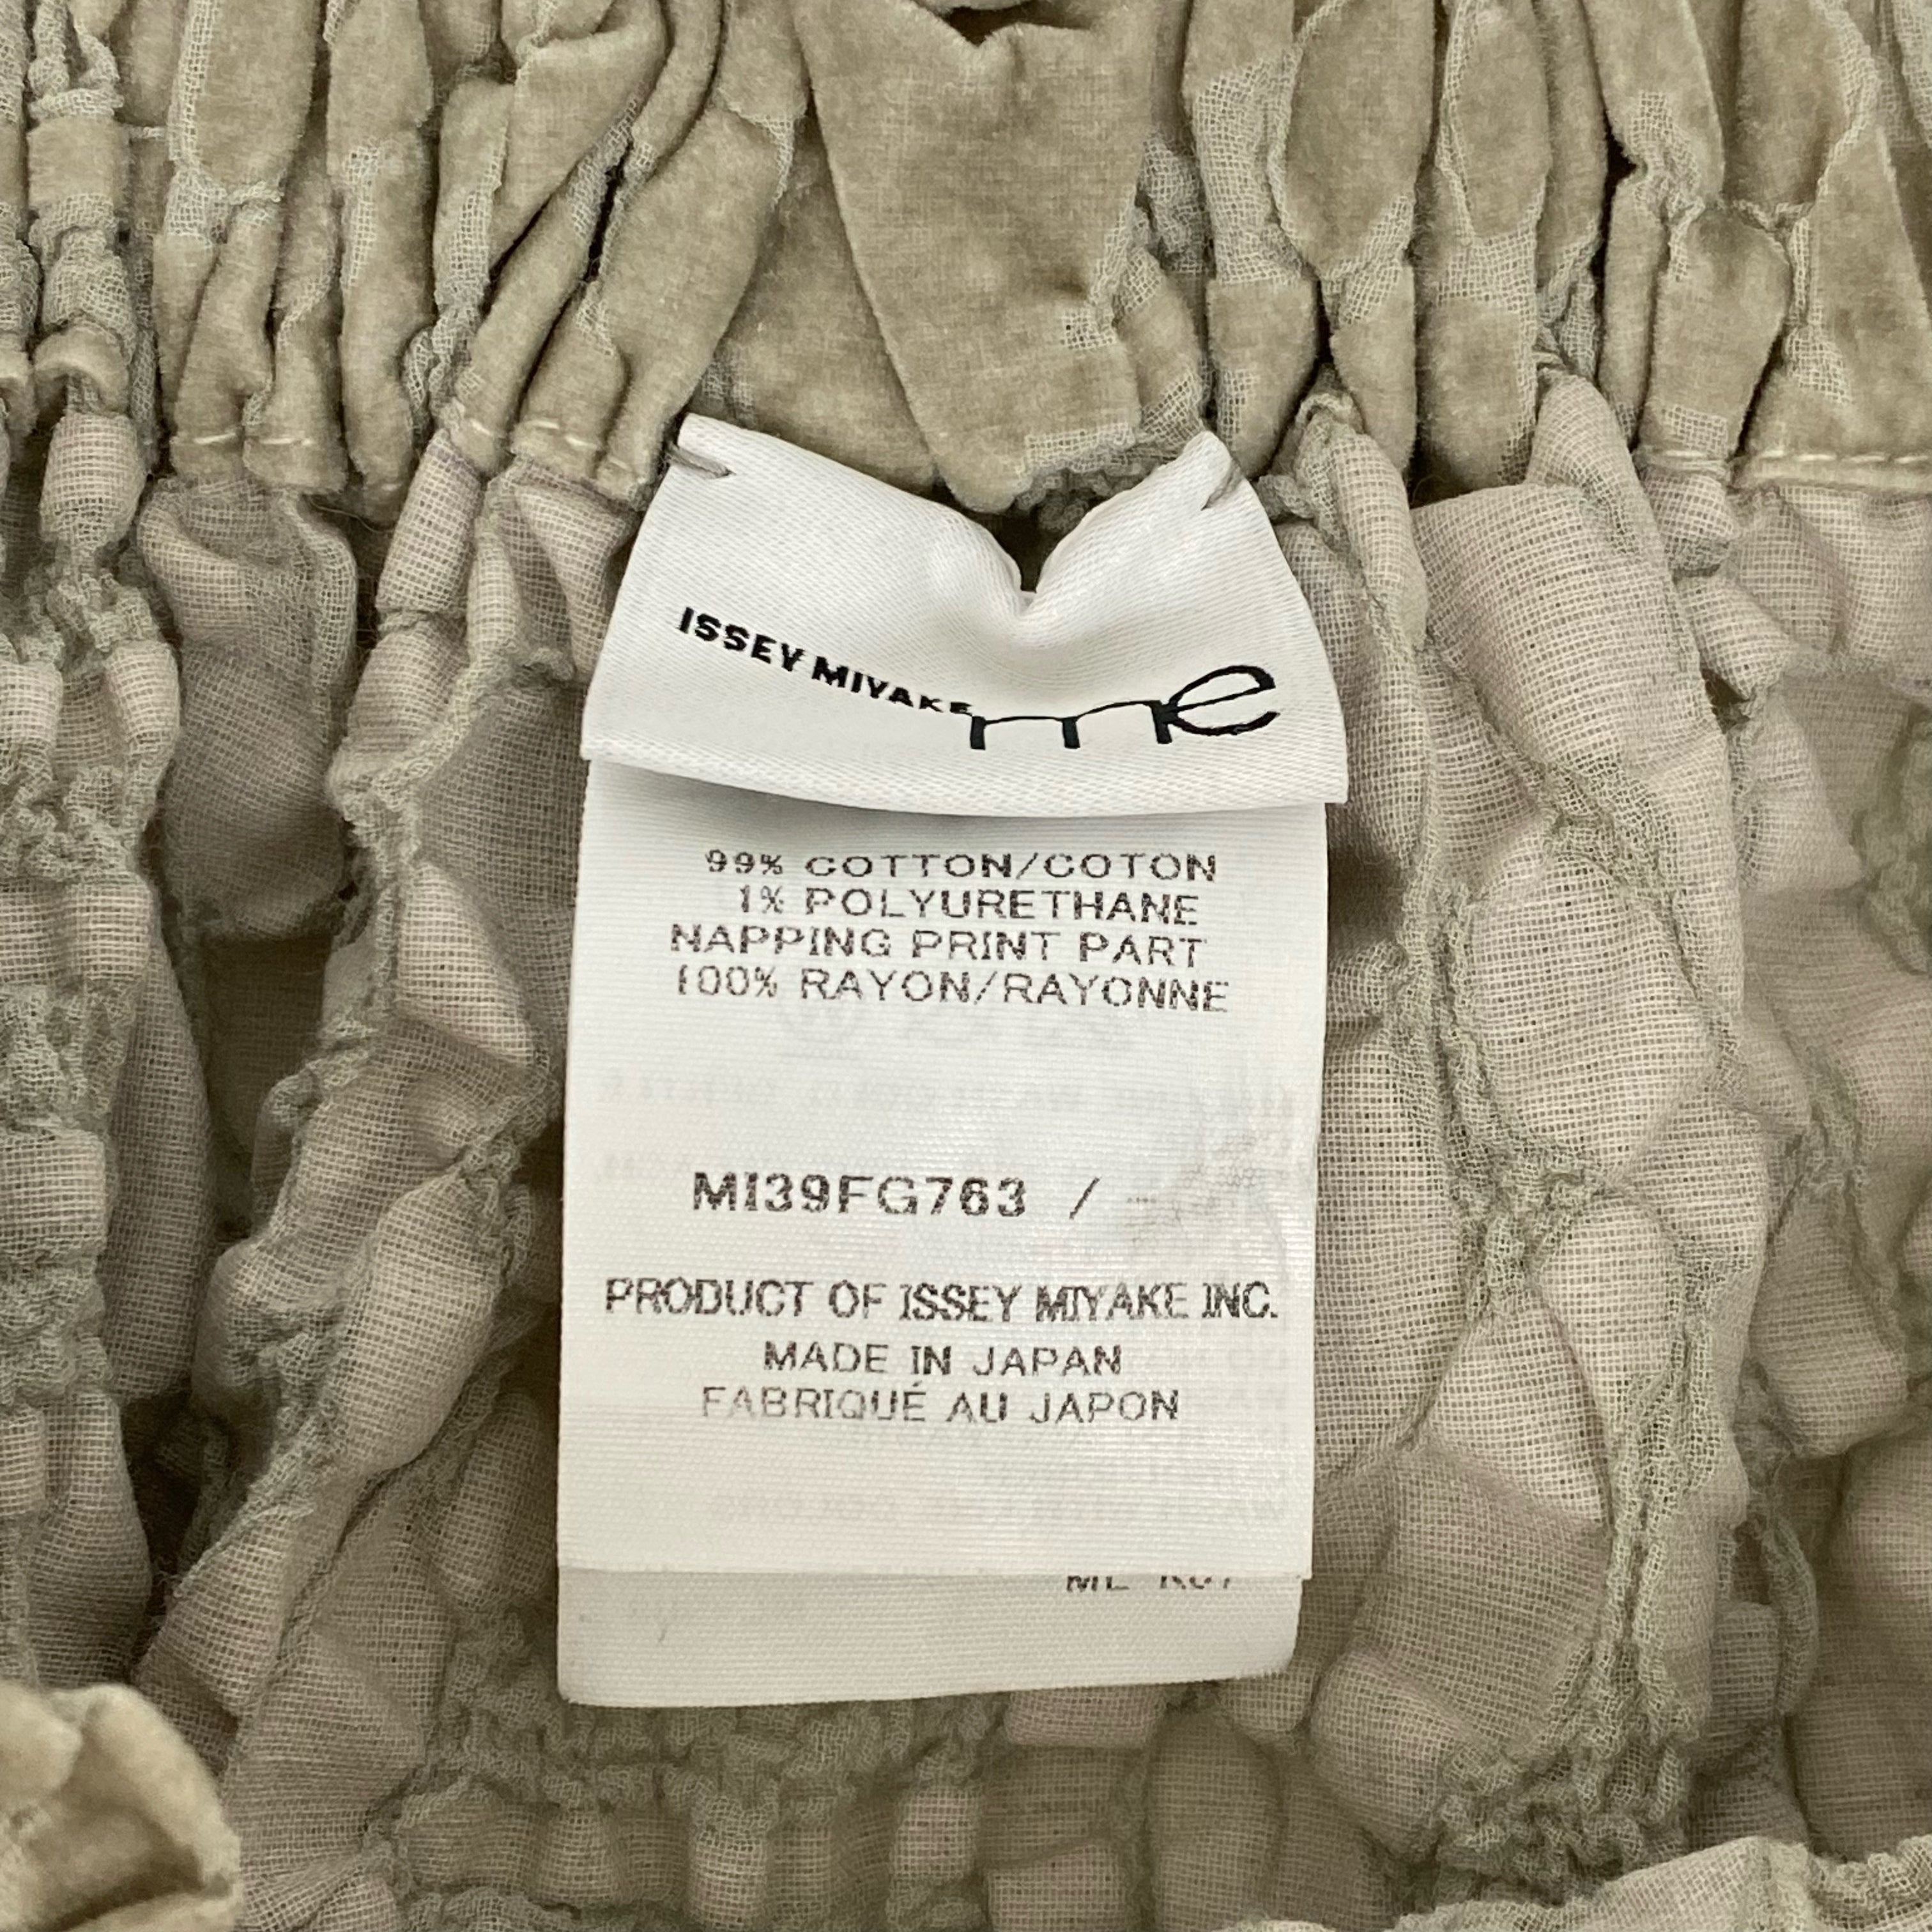 ISSEY MIYAKE me
99% COTTON/COTON
1% POLYURETHANE
NAPPING PRINT PART
100% RAYON/RAYONNE
MI39FG763 /
PRODUCT OF ISSEY MIYAKE INC.
MADE IN JAPAN
FABRIQUÉ AU JAPON